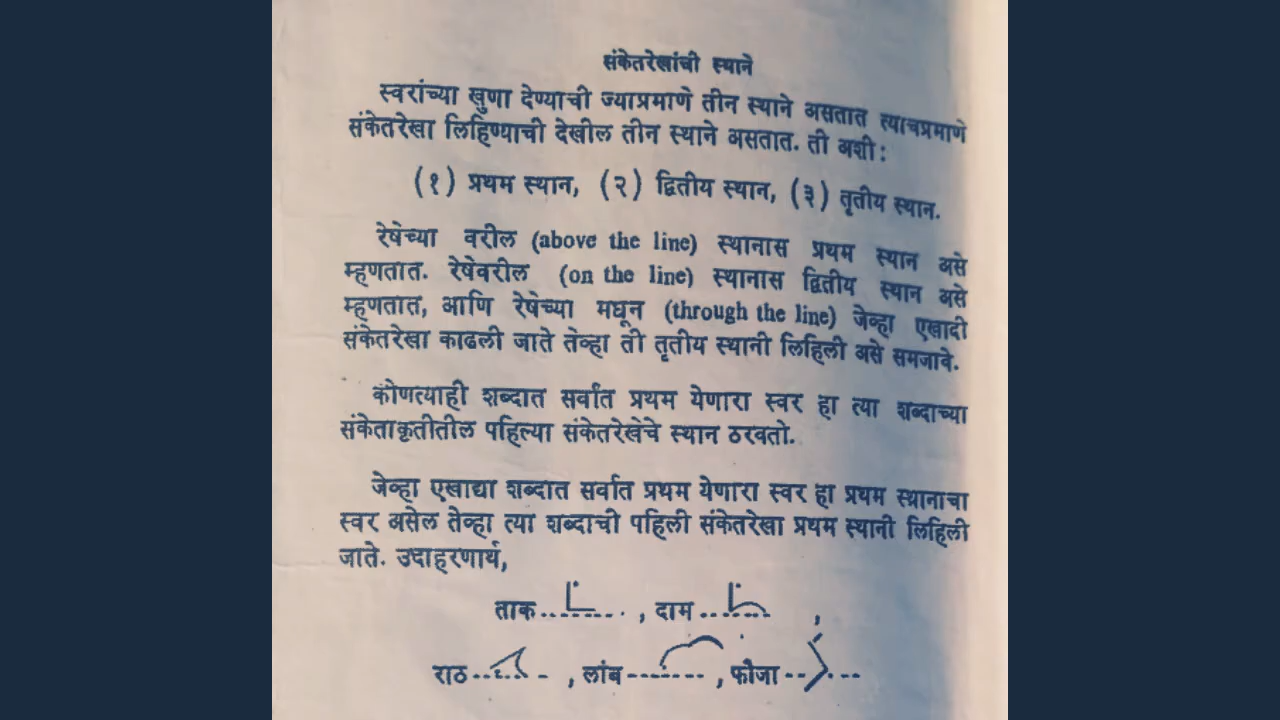 संकेतरेखांची स्थाने
स्वरांच्या खुणा देण्याची ज्याप्रमाणे तीन स्थाने असतात त्याचप्रमाणे
संकेतरेखा लिहिण्याची देखील तीन स्थाने असतात. ती अशी :
(१) प्रथम स्थान, (२) द्वितीय स्थान, (३) तृतीय स्थान.
रेषेच्या वरील (above the line) स्थानास प्रथम स्थान असे
म्हणतात. रेषेवरील (on the line) स्थानास द्वितीय स्थान असे
म्हणतात, आणि रेषेच्या मधून (through the line) जेव्हा एखादी
संकेतरेखा काढली जाते तेव्हा ती तृतीय स्थानी लिहिली असे समजावे.
कोणत्याही शब्दात सर्वांत प्रथम येणारा स्वर हा त्या शब्दाच्या
संकेताकृतीतील पहिल्या संकेतरेखेचे स्थान ठरवतो.
जेव्हा एखाद्या शब्दात सर्वात प्रथम येणारा स्वर हा प्रथम स्थानाचा
स्वर असेल तेव्हा त्या शब्दाची पहिली संकेतरेखा प्रथम स्थानी लिहिली
जाते. उदाहरणार्थ,
ताक........., दाम.........,
राठ......-, लांब-------, फौजा-----